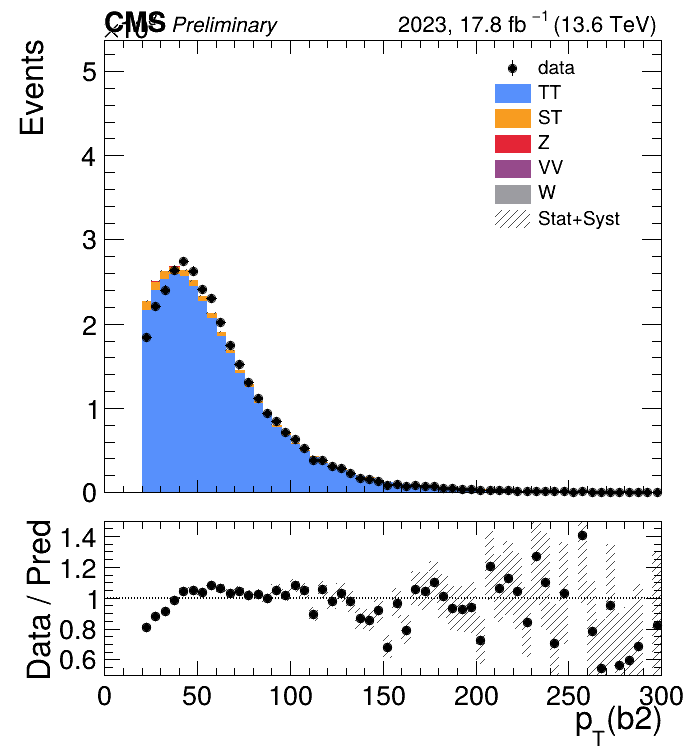 CMS Preliminary 2023, 17.8 fb⁻¹ (13.6 TeV)
Events
5
4
3
2
1
0
data
TT
ST
Z
VV
W
Stat+Syst
Data / Pred
1.4
1.2
1
0.8
0.6
0 50 100 150 200 250 300
p_T(b2)